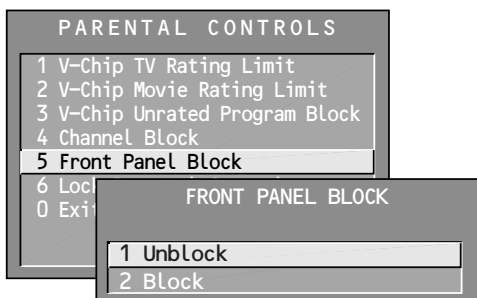 PARENTAL CONTROLS
1 V-Chip TV Rating Limit
2 V-Chip Movie Rating Limit
3 V-Chip Unrated Program Block
4 Channel Block
5 Front Panel Block
6
0
FRONT PANEL BLOCK
1 Unblock
2 Block